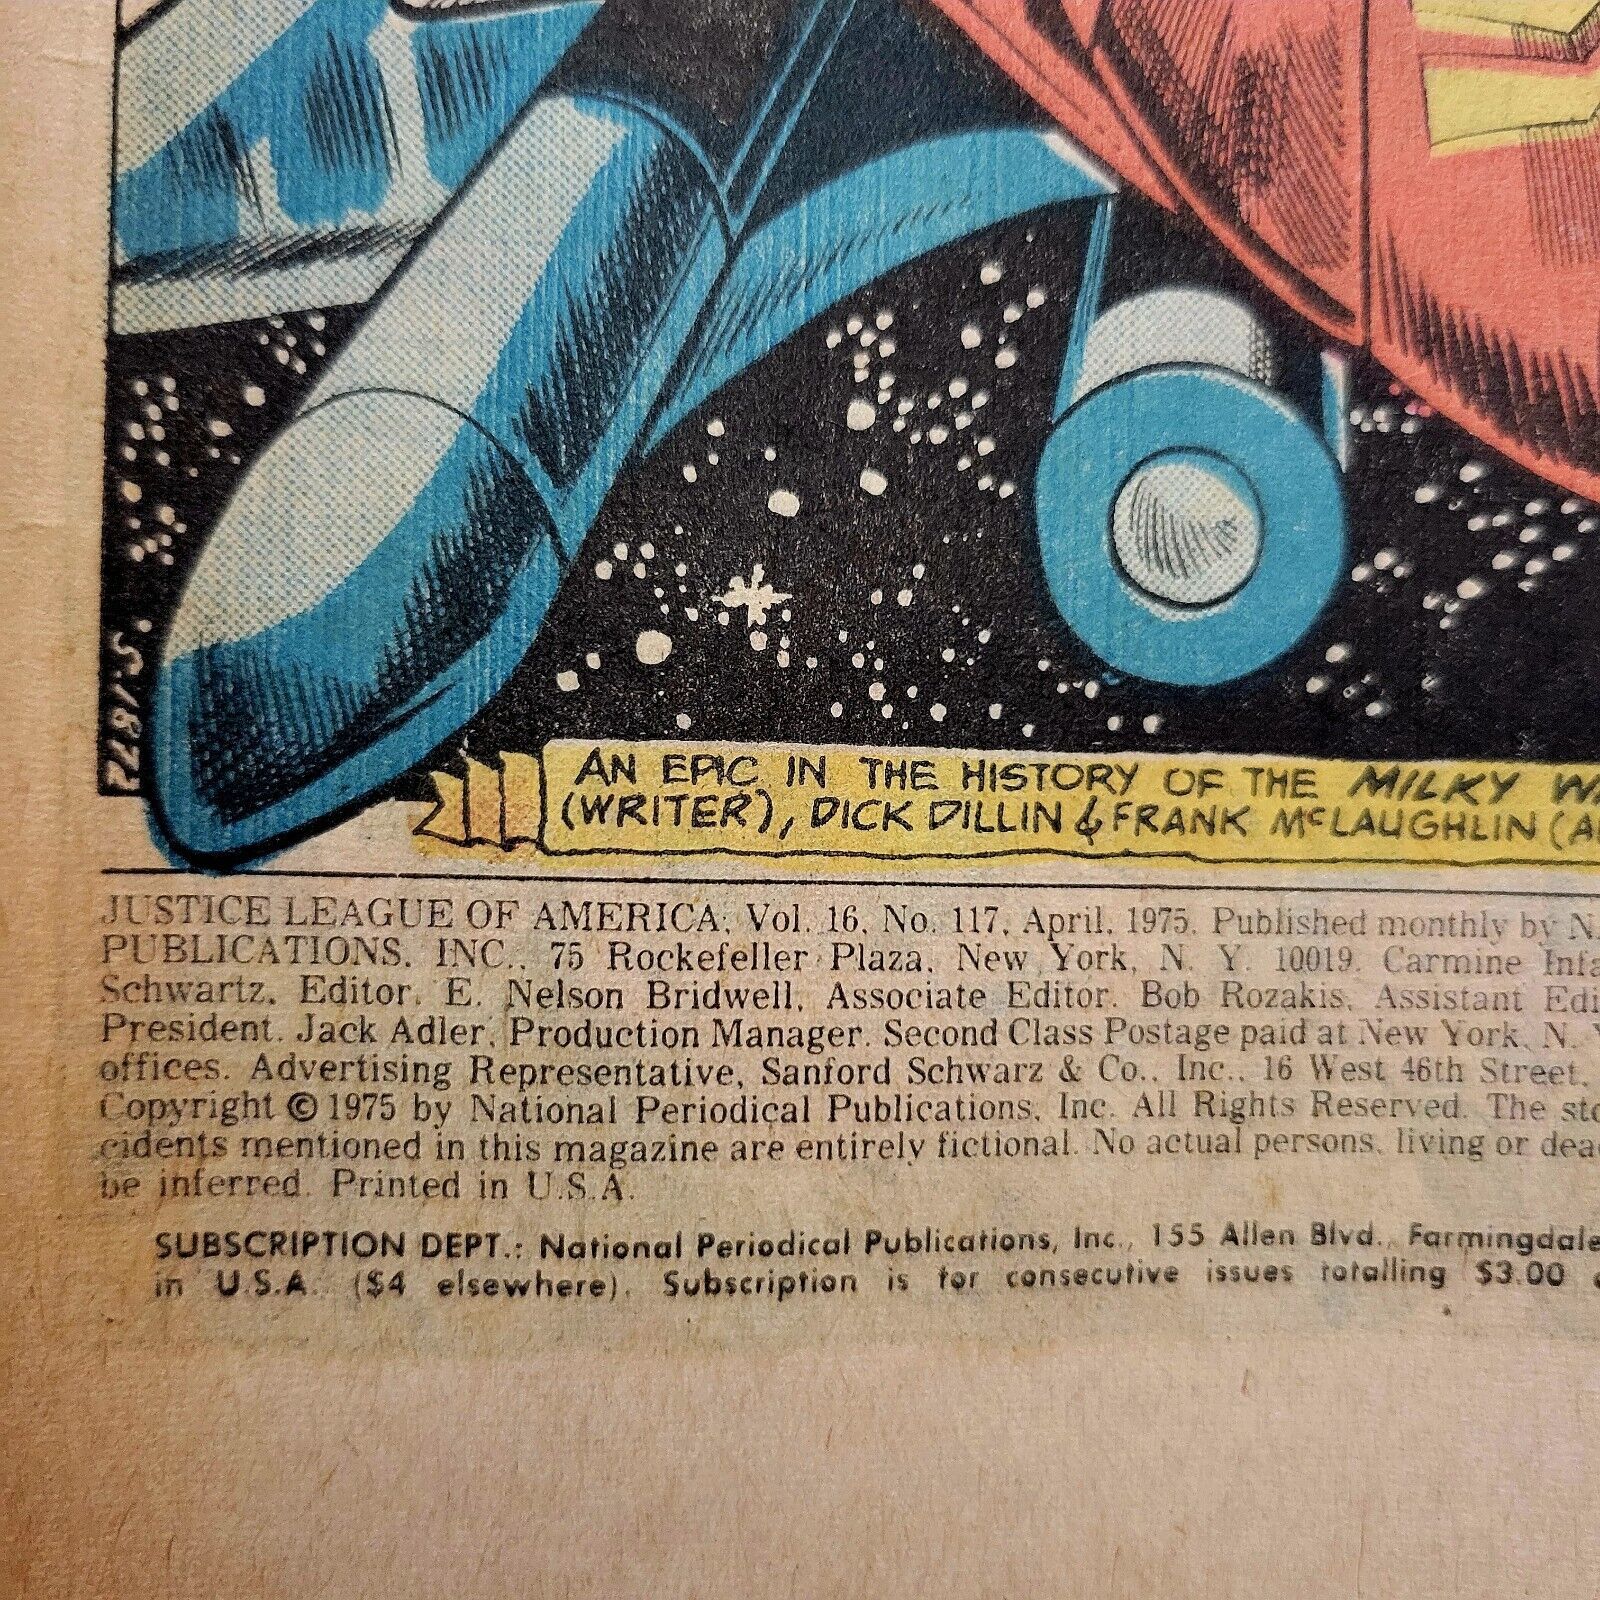 S.1872
AN EPIC IN THE HISTORY OF THE MILKY
(WRITER), DICK DILLIN & FRANK McLAUGHLIN
JUSTICE LEAGUE OF AMERICA, Vol. 16, No. 117, April, 1975. Published monthly by
PUBLICATIONS, INC., 75 Rockefeller Plaza, New York, N. Y. 10019. Carmine
Schwartz, Editor. E. Nelson Bridwell, Associate Editor. Bob Rozakis, Assistant
President. Jack Adler, Production Manager. Second Class Postage paid at New York, N.
offices. Advertising Representative, Sanford Schwarz & Co., Inc., 16 West 46th Street,
Copyright © 1975 by National Periodical Publications, Inc. All Rights Reserved. The
cidents mentioned in this magazine are entirely fictional. No actual persons, living or
be inferred. Printed in U.S.A.
SUBSCRIPTION DEPT.: National Periodical Publications, Inc., 155 Allen Blvd., Farmingdale
in U.S.A. ($4 elsewhere). Subscription is for consecutive issues totalling $3.00